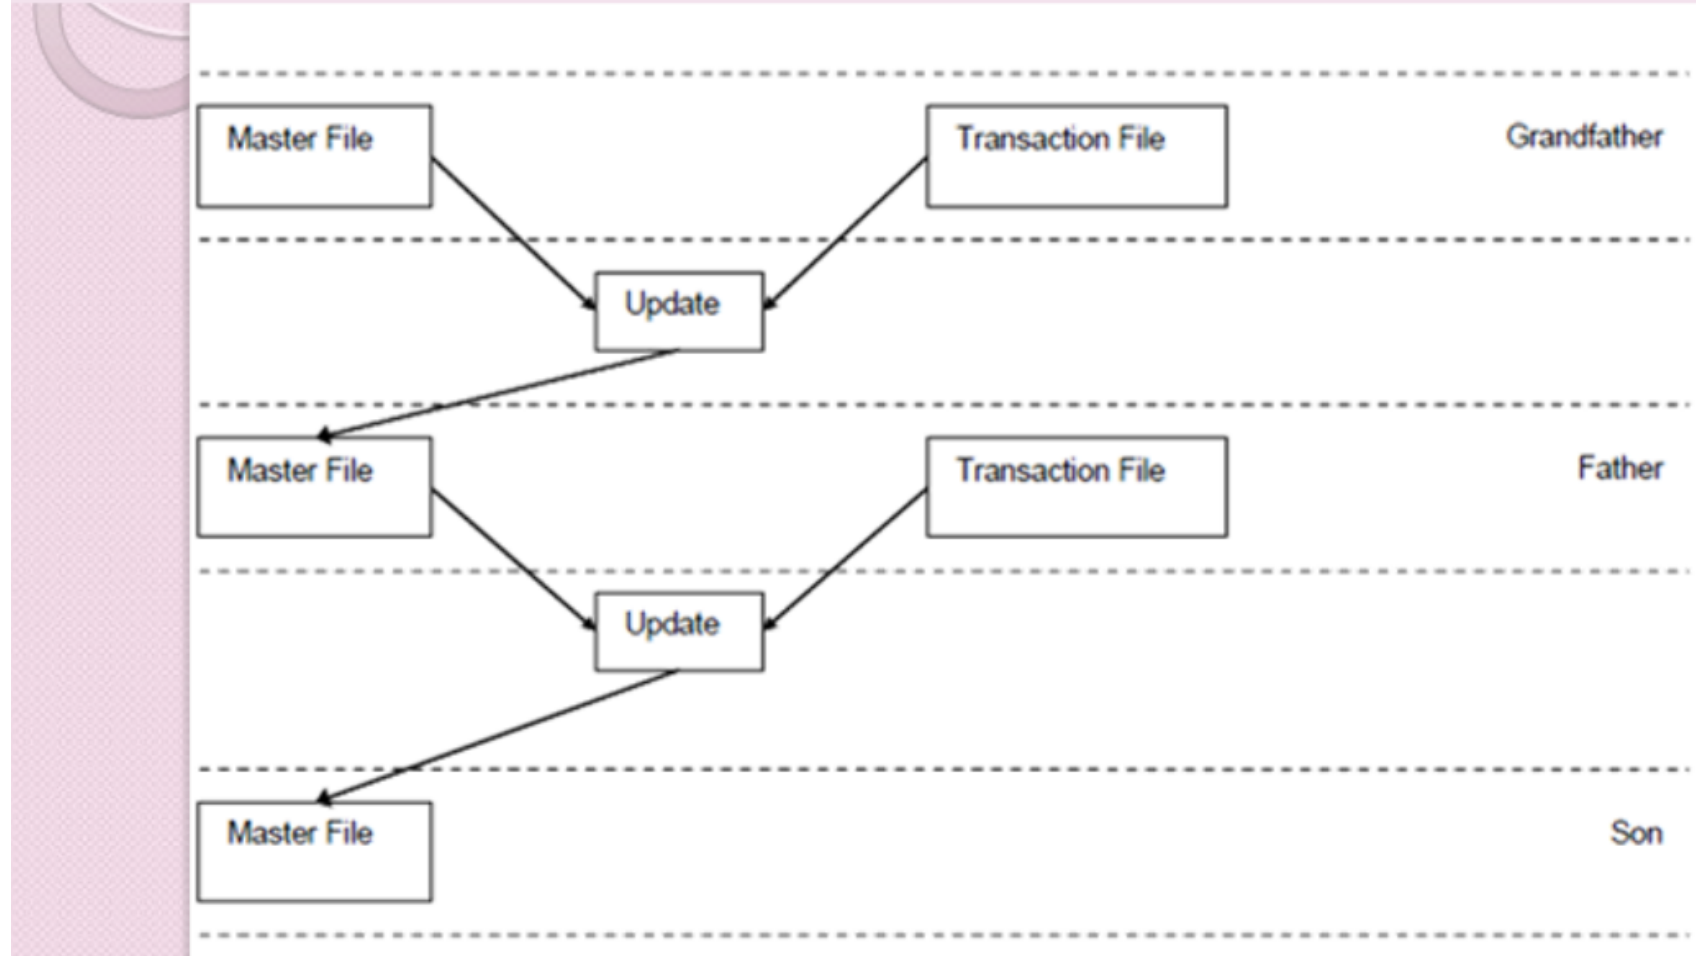 Master File
Transaction File
Grandfather
Update
Master File
Transaction File
Father
Update
Master File
Son